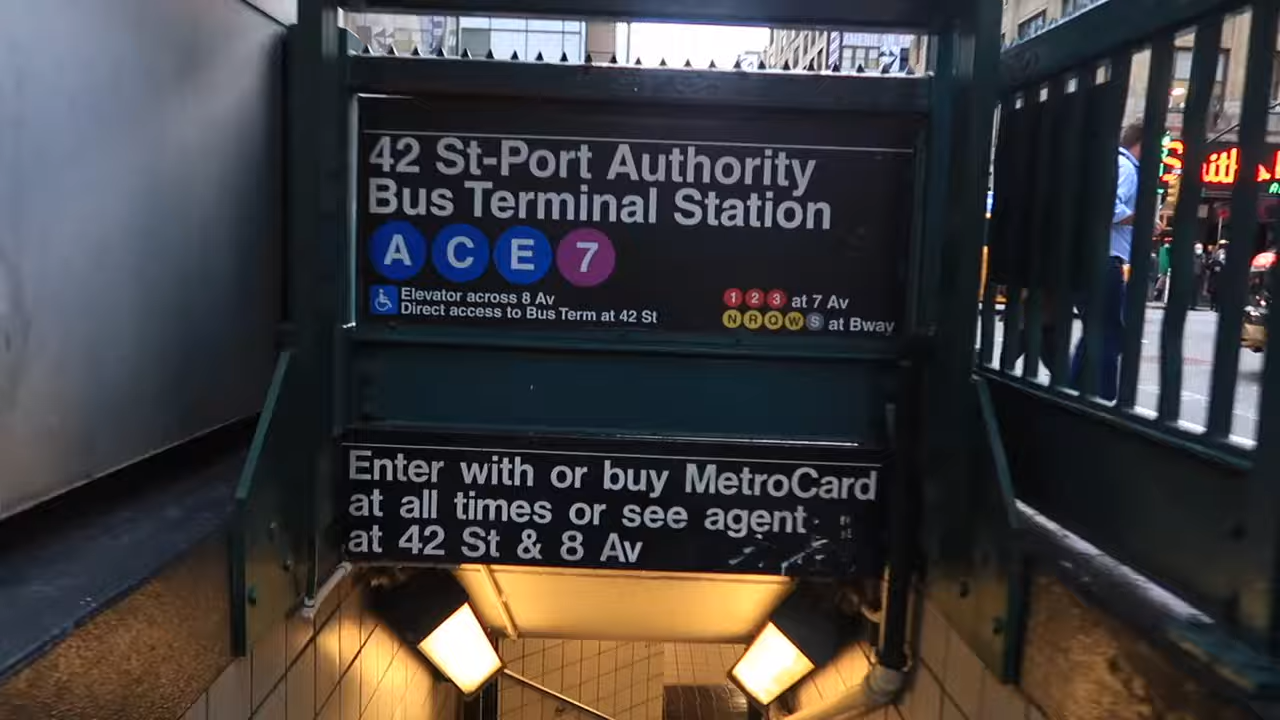 42 St-Port Authority
Bus Terminal Station
A C E 7
Elevator across 8 Av
Direct access to Bus Term at 42 St
1 2 3 at 7 Av
N R Q W S at Bway
Enter with or buy MetroCard
at all times or see agent
at 42 St & 8 Av